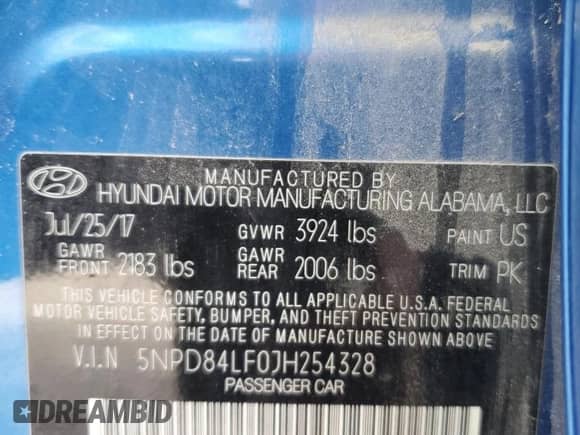 MANUFACTURED BY
HYUNDAI MOTOR MANUFACTURING ALABAMA, LLC
Jul/25/17 GVWR 3924 lbs PAINT US
GAWR FRONT 2183 lbs GAWR REAR 2006 lbs TRIM PK
THIS VEHICLE CONFORMS TO ALL APPLICABLE U.S.A. FEDERAL
MOTOR VEHICLE SAFETY, BUMPER, AND THEFT PREVENTION STANDARDS
IN EFFECT ON THE DATE OF MANUFACTURE SHOWN ABOVE
V.I.N 5NPD84LF0JH254328
PASSENGER CAR
DREAMBID